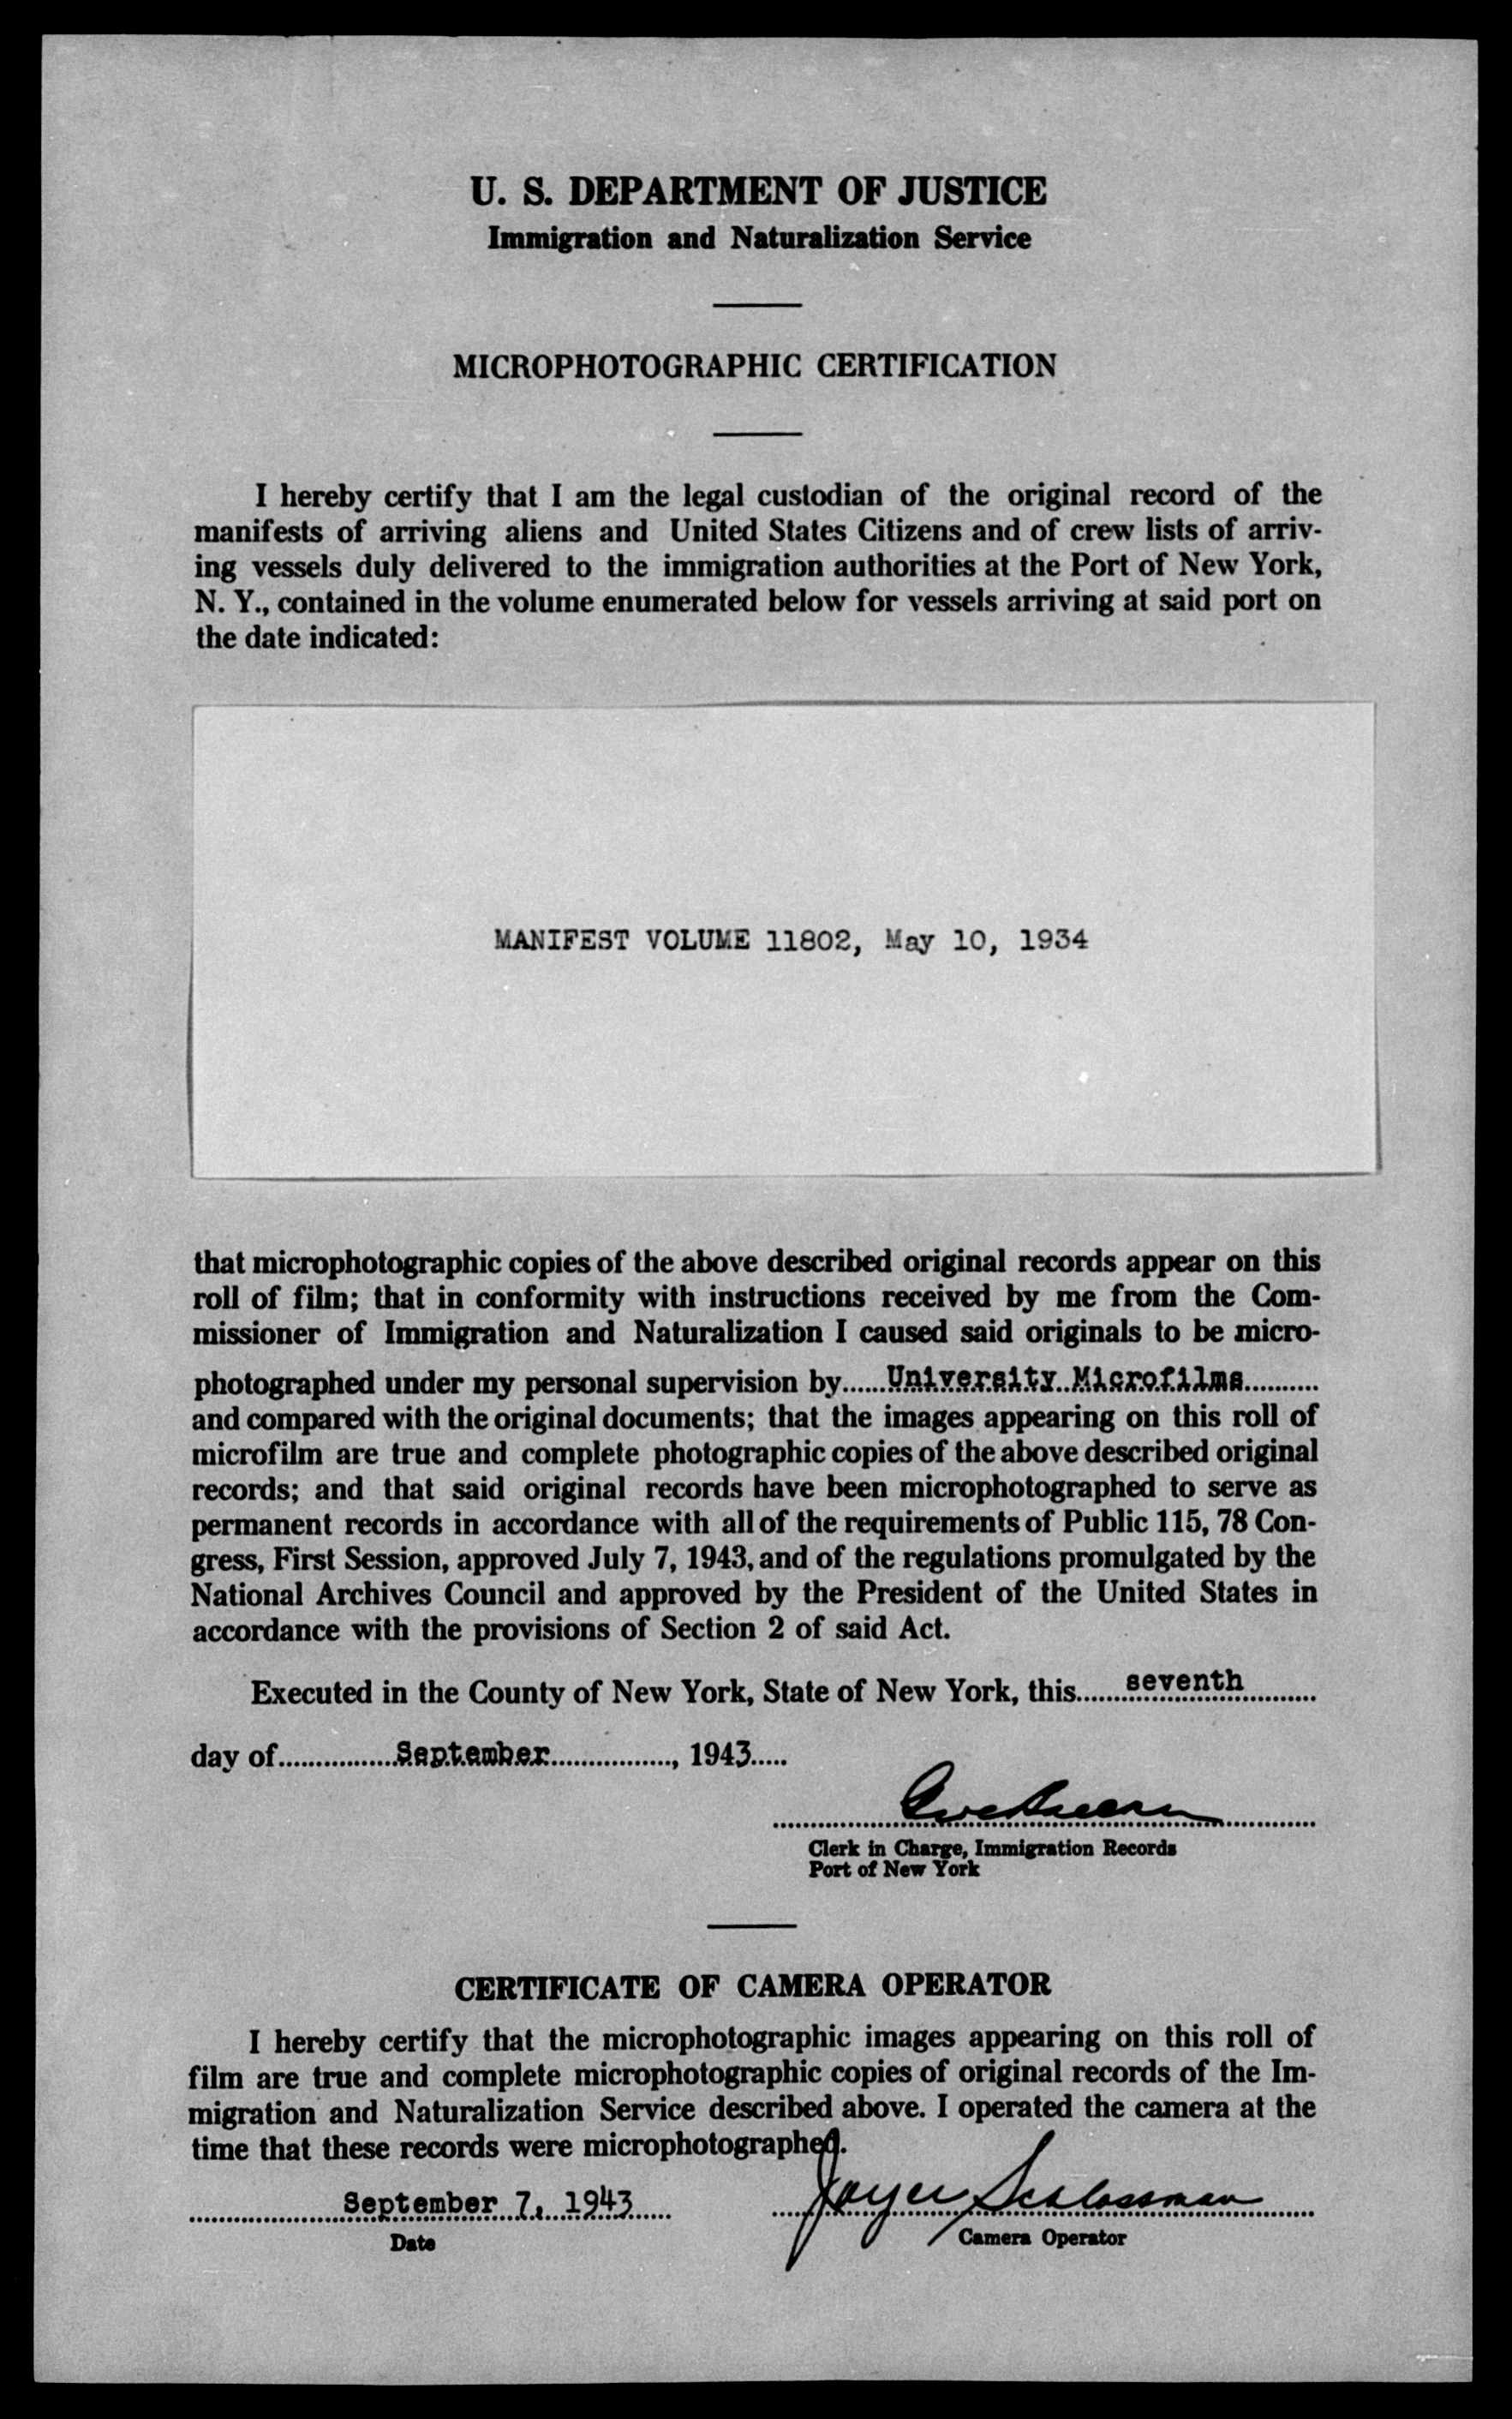 U. S. DEPARTMENT OF JUSTICE
Immigration and Naturalization Service
MICROPHOTOGRAPHIC CERTIFICATION
I hereby certify that I am the legal custodian of the original record of the
manifests of arriving aliens and United States Citizens and of crew lists of arriv-
ing vessels duly delivered to the immigration authorities at the Port of New York,
N. Y., contained in the volume enumerated below for vessels arriving at said port on
the date indicated:
MANIFEST VOLUME 11802, May 10, 1934
that microphotographic copies of the above described original records appear on this
roll of film; that in conformity with instructions received by me from the Com-
missioner of Immigration and Naturalization I caused said originals to be micro-
photographed under my personal supervision by......University Microfilms..........
and compared with the original documents; that the images appearing on this roll of
microfilm are true and complete photographic copies of the above described original
records; and that said original records have been microphotographed to serve as
permanent records in accordance with all of the requirements of Public 115, 78 Con-
gress, First Session, approved July 7, 1943, and of the regulations promulgated by the
National Archives Council and approved by the President of the United States in
accordance with the provisions of Section 2 of said Act.
Executed in the County of New York, State of New York, this.......seventh..........
day of................September................, 1943.....
Clerk in Charge, Immigration Records
Port of New York
CERTIFICATE OF CAMERA OPERATOR
I hereby certify that the microphotographic images appearing on this roll of
film are true and complete microphotographic copies of original records of the Im-
migration and Naturalization Service described above. I operated the camera at the
time that these records were microphotographed.
September 7, 1943 Joyce Schlossman
Date Camera Operator